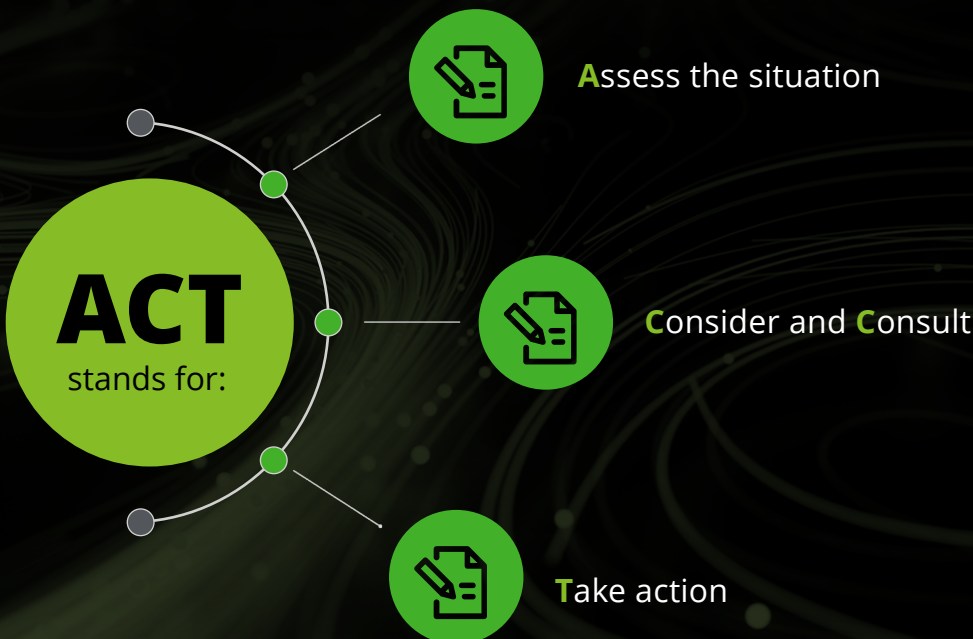 ACT
stands for:
Assess the situation
Consider and Consult
Take action